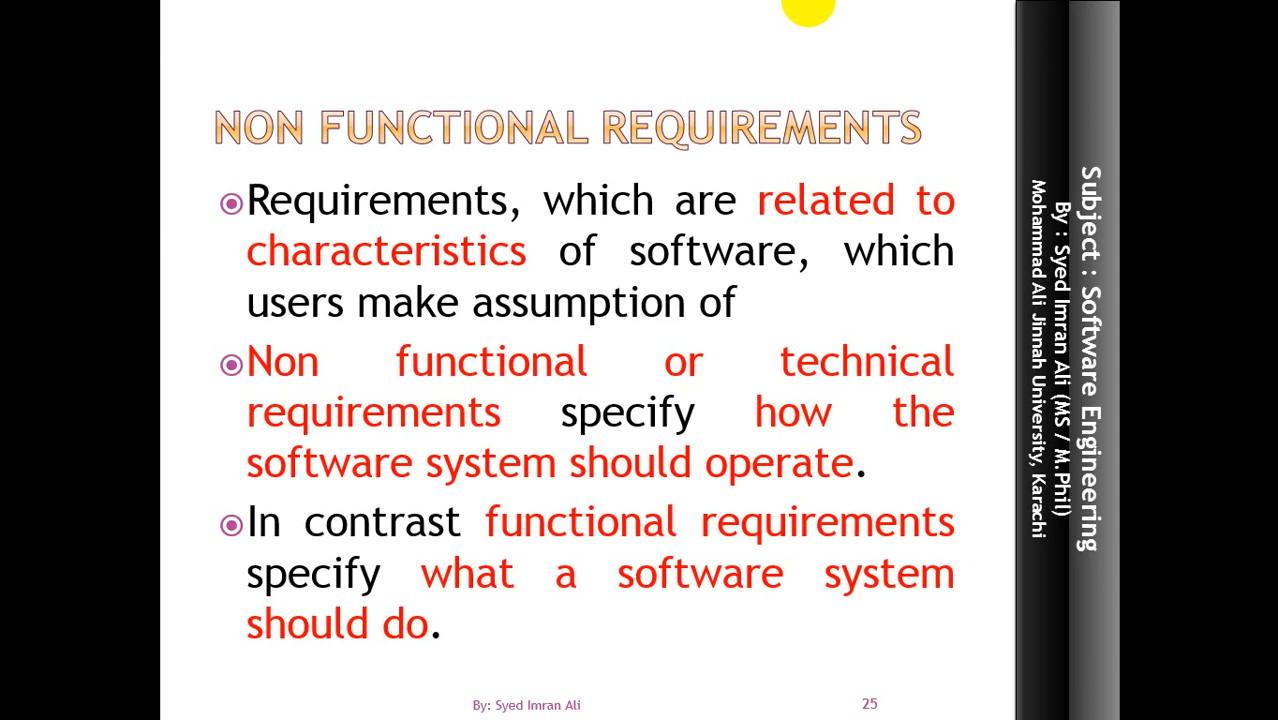 NON FUNCTIONAL REQUIREMENTS
Requirements, which are related to
characteristics of software, which
users make assumption of
Non functional or technical
requirements specify how the
software system should operate.
In contrast functional requirements
specify what a software system
should do.
By: Syed Imran Ali
25
Subject : Software Engineering
By : Syed Imran Ali (MS / M.Phil)
Mohammad Ali Jinnah University, Karachi